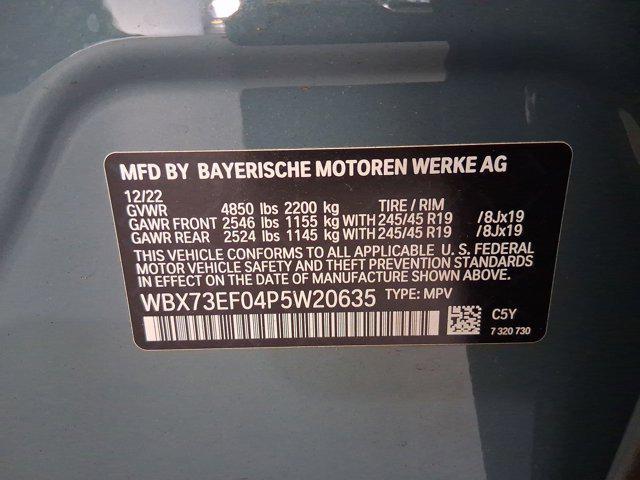 MFD BY BAYERISCHE MOTOREN WERKE AG
12/22
GVWR 4850 lbs 2200 kg TIRE / RIM
GAWR FRONT 2546 lbs 1155 kg WITH 245/45 R19 /8Jx19
GAWR REAR 2524 lbs 1145 kg WITH 245/45 R19 /8Jx19
THIS VEHICLE CONFORMS TO ALL APPLICABLE U. S. FEDERAL
MOTOR VEHICLE SAFETY AND THEFT PREVENTION STANDARDS
IN EFFECT ON THE DATE OF MANUFACTURE SHOWN ABOVE.
WBX73EF04P5W20635 TYPE: MPV
C5Y
7 320 730